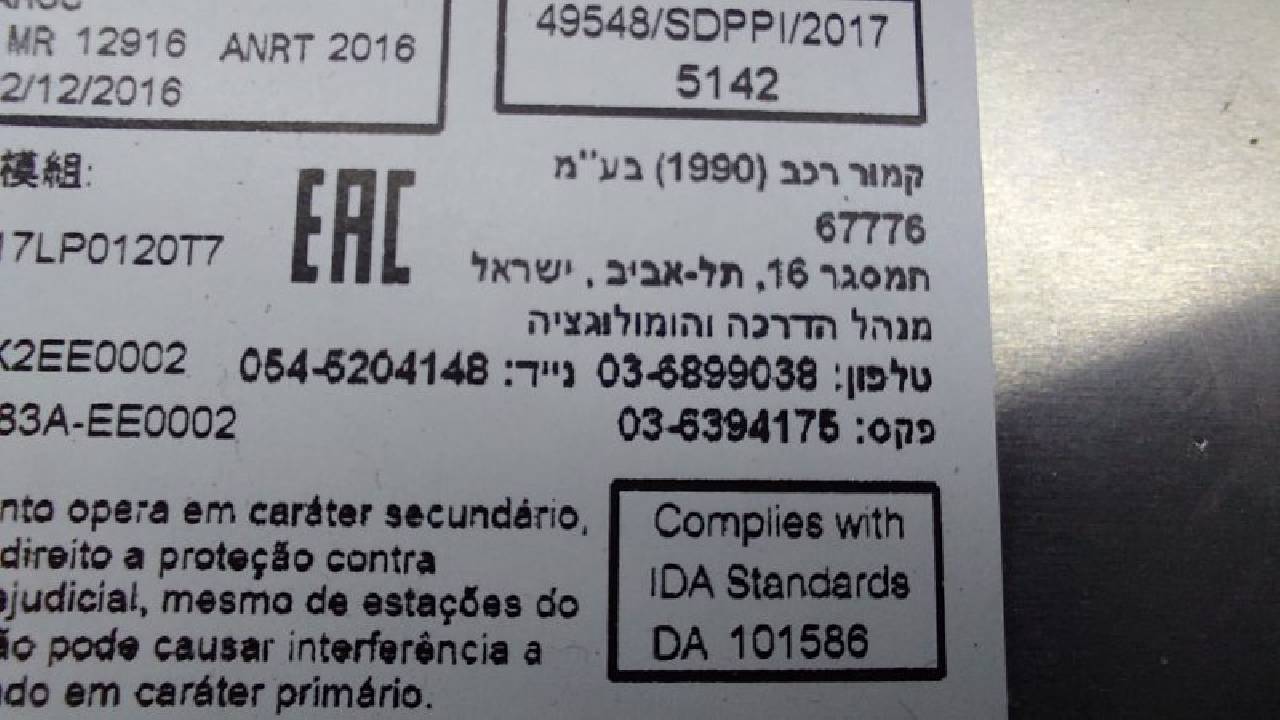 MR 12916 ANRT 2016
2/12/2016
49548/SDPPI/2017
5142
模組:
17LP0120T7
EAC
קמור רכב (1990) בע''מ
67776
חמסגר 16, תל-אביב, ישראל
מנהל הדרכה והומולוגציה
טלפון: 03-6899038 נייד: 054-5204148
פקס: 03-6394175
K2EE0002
83A-EE0002
nto opera em caráter secundário,
direito a proteção contra
ejudicial, mesmo de estações do
ão pode causar interferência a
ndo em caráter primário.
Complies with
IDA Standards
DA 101586